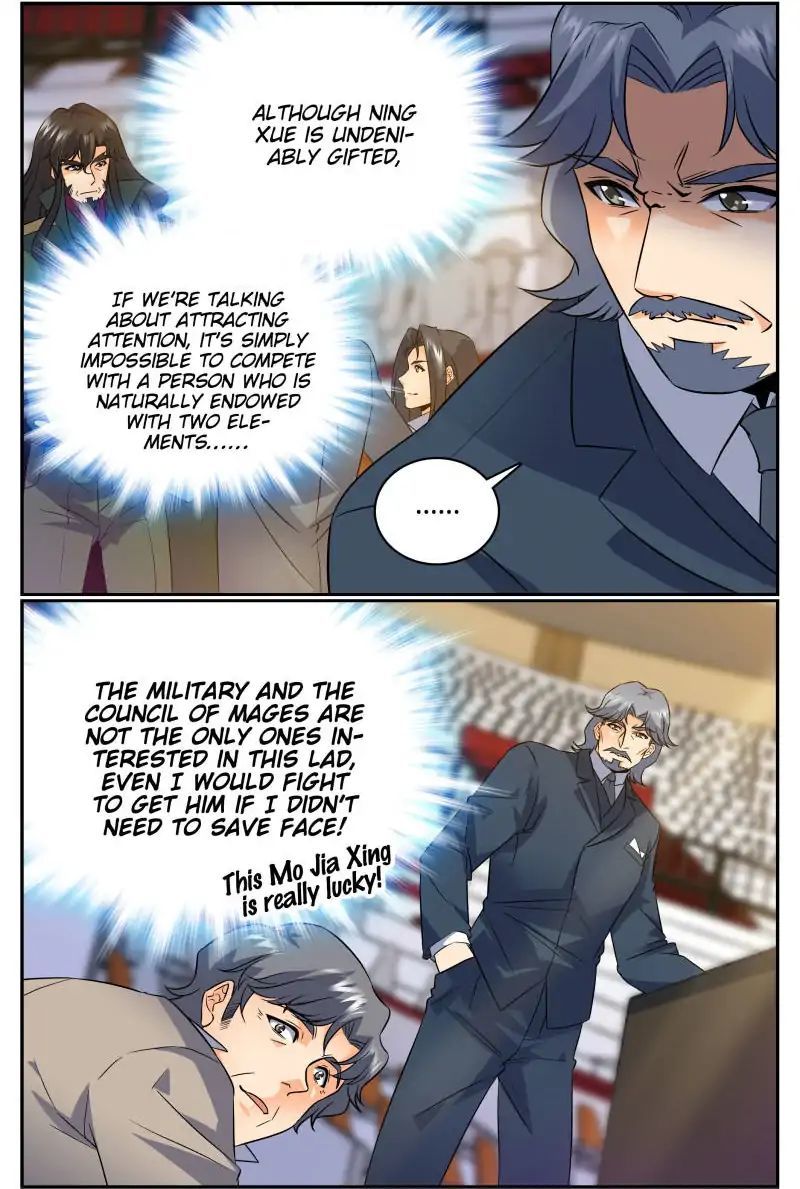 ALTHOUGH NING
XUE IS UNDENI-
ABLY GIFTED,
IF WE'RE TALKING
ABOUT ATTRACTING
ATTENTION, IT'S SIMPLY
IMPOSSIBLE TO COMPETE
WITH A PERSON WHO IS
NATURALLY ENDOWED
WITH TWO ELE-
MENTS......
......
THE MILITARY AND THE
COUNCIL OF MAGES ARE
NOT THE ONLY ONES IN-
TERESTED IN THIS LAD,
EVEN I WOULD FIGHT
TO GET HIM IF I DIDN'T
NEED TO SAVE FACE!
This Mo Jia Xing
is really lucky!